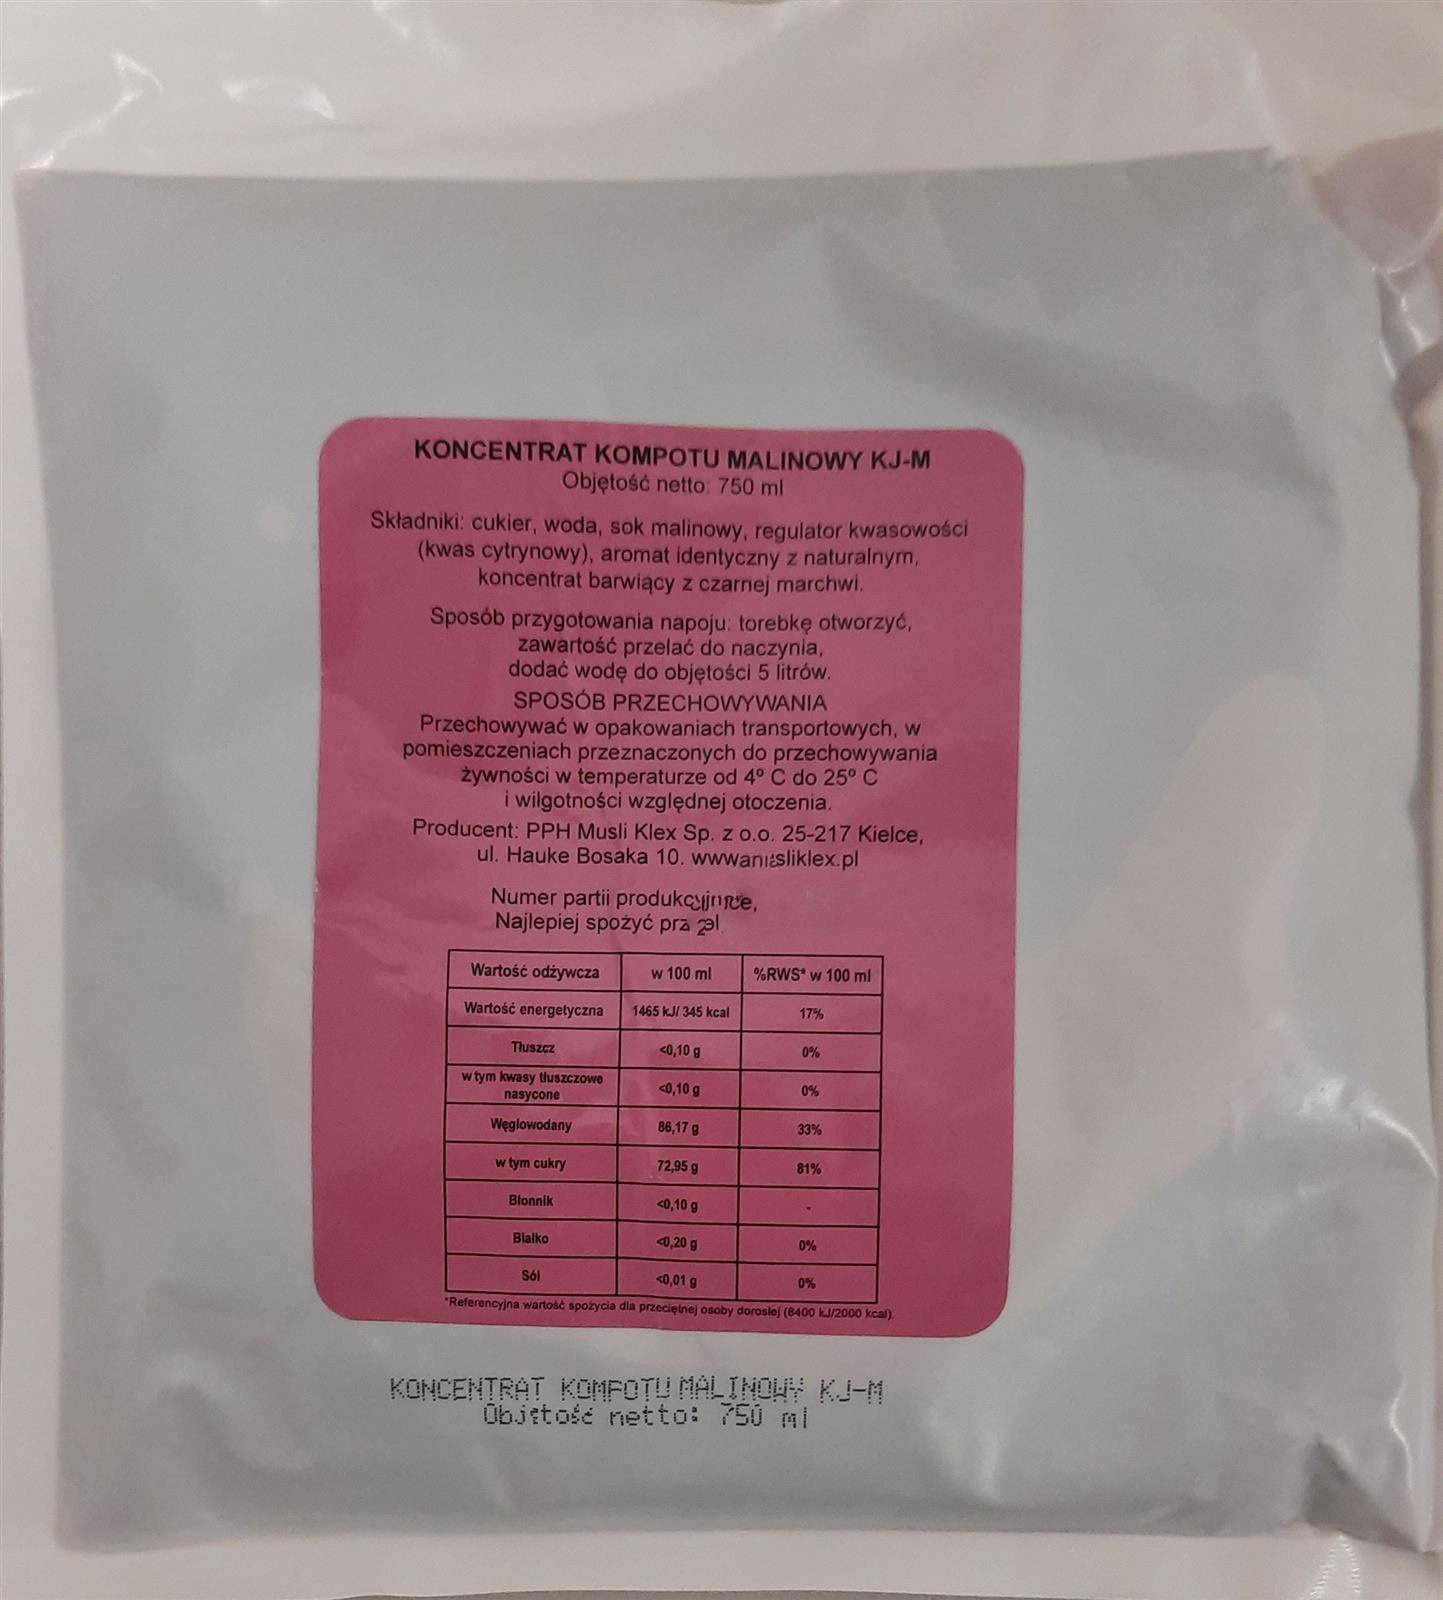 KONCENTRAT KOMPOTU MALINOWY KJ-M
Objętość netto: 750 ml
Składniki: cukier, woda, sok malinowy, regulator kwasowości
(kwas cytrynowy), aromat identyczny z naturalnym,
koncentrat barwiący z czarnej marchwi.
Sposób przygotowania napoju: torebkę otworzyć,
zawartość przelać do naczynia,
dodać wodę do objętości 5 litrów.
SPOSÓB PRZECHOWYWANIA
Przechowywać w opakowaniach transportowych, w
pomieszczeniach przeznaczonych do przechowywania
żywności w temperaturze od 4º C do 25º C
i wilgotności względnej otoczenia.
Producent: PPH Musli Klex Sp. z o.o. 25-217 Kielce,
ul. Hauke Bosaka 10.
Numer partii
Najlepiej spożyć
Wartość odżywcza w 100 ml %RWS* w 100 ml
Wartość energetyczna 1465 kJ/ 345 kcal 17%
Tłuszcz <0,10 g 0%
w tym kwasy tłuszczowe
nasycone <0,10 g 0%
Węglowodany 86,17 g 33%
w tym cukry 72,95 g 81%
Błonnik <0,10 g -
Białko <0,20 g 0%
Sól <0,01 g 0%
*Referencyjna wartość spożycia dla przeciętnej osoby dorosłej (8400 kJ/2000 kcal).
KONCENTRAT KOMPOTU MALINOWY KJ-M
Objętość netto: 750 ml